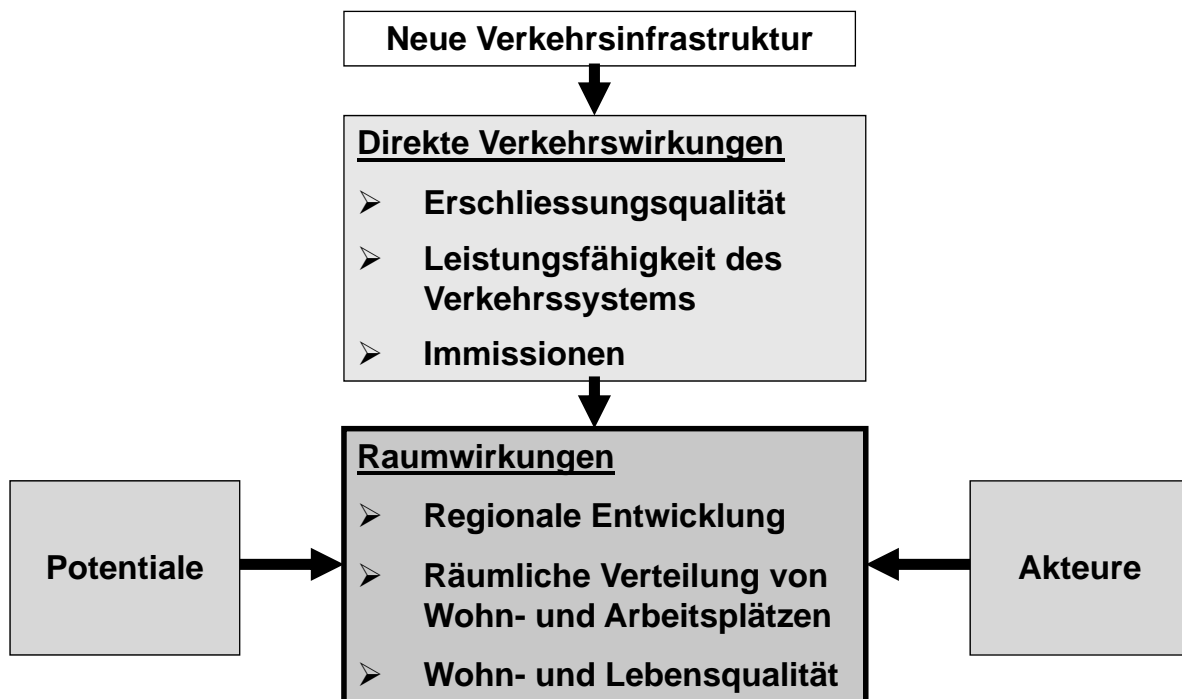 Neue Verkehrsinfrastruktur
Direkte Verkehrswirkungen
➢ Erschliessungsqualität
➢ Leistungsfähigkeit des
Verkehrssystems
➢ Immissionen
Raumwirkungen
➢ Regionale Entwicklung
➢ Räumliche Verteilung von
Wohn- und Arbeitsplätzen
➢ Wohn- und Lebensqualität
Potentiale
Akteure